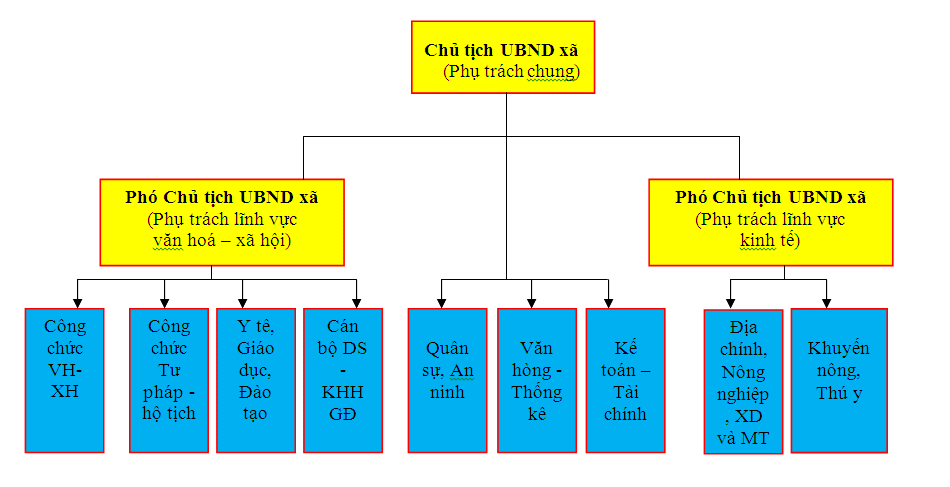 Chủ tịch UBND xã
(Phụ trách chung)
Phó Chủ tịch UBND xã
(Phụ trách lĩnh vực
văn hoá – xã hội)
Phó Chủ tịch UBND xã
(Phụ trách lĩnh vực
kinh tế)
Công
chức
VH-
XH
Công
chức
Tư
pháp -
hộ tịch
Y tê,
Giáo
dục,
Đào
tạo
Cán
bộ DS
-
KHH
GĐ
Quân
sự, An
ninh
Văn
hòng -
Thống
kê
Kế
toán –
Tài
chính
Địa
chính,
Nông
nghiệp
, XD
và MT
Khuyến
nông,
Thú y